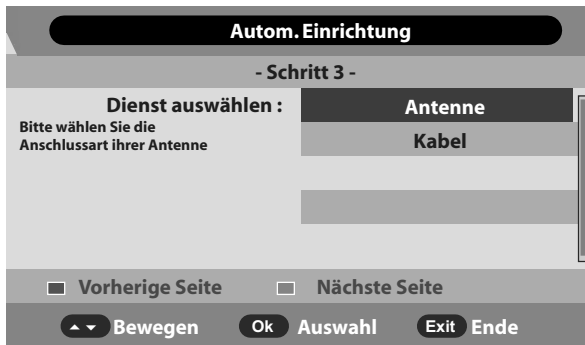 Autom. Einrichtung
- Schritt 3 -
Dienst auswählen :
Bitte wählen Sie die
Anschlussart ihrer Antenne
Antenne
Kabel
Vorherige Seite Nächste Seite
Bewegen Ok Auswahl Exit Ende